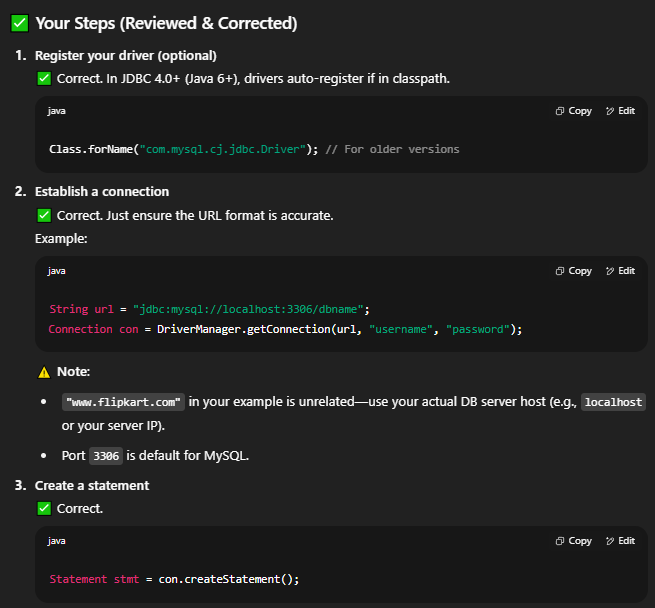 ✅ Your Steps (Reviewed & Corrected)
1. Register your driver (optional)
✅ Correct. In JDBC 4.0+ (Java 6+), drivers auto-register if in classpath.
java Copy Edit
Class.forName("com.mysql.cj.jdbc.Driver"); // For older versions
2. Establish a connection
✅ Correct. Just ensure the URL format is accurate.
Example:
java Copy Edit
String url = "jdbc:mysql://localhost:3306/dbname";
Connection con = DriverManager.getConnection(url, "username", "password");
⚠️ Note:
• "www.flipkart.com" in your example is unrelated—use your actual DB server host (e.g., localhost
or your server IP).
• Port 3306 is default for MySQL.
3. Create a statement
✅ Correct.
java Copy Edit
Statement stmt = con.createStatement();